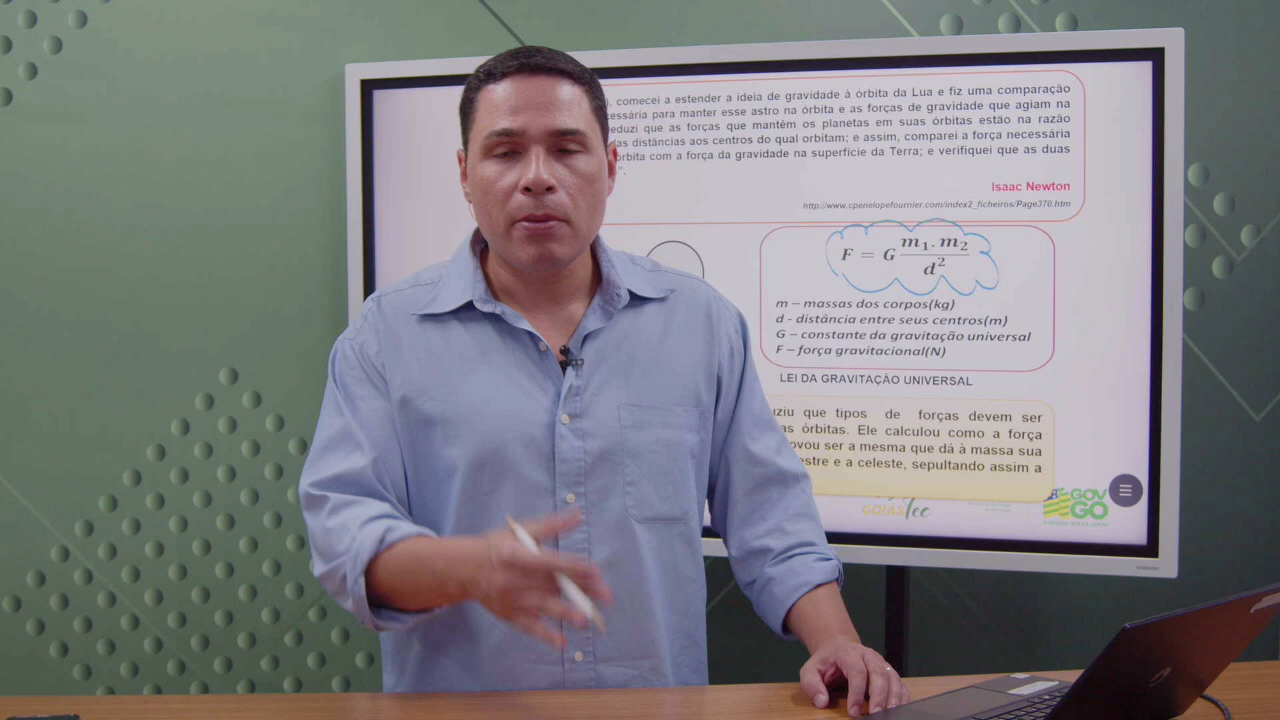 , comecei a estender a ideia de gravidade à órbita da Lua e fiz uma comparação
cessária para manter esse astro na órbita e as forças de gravidade que agiam na
eduzi que as forças que mantém os planetas em suas órbitas estão na razão
as distâncias aos centros do qual orbitam; e assim, comparei a força necessária
órbita com a força da gravidade na superfície da Terra; e verifiquei que as duas
”.
Isaac Newton
http://www.cpenelopefournier.com/index2_ficheiros/Page370.htm
F = G m₁. m₂ / d²
m – massas dos corpos(kg)
d - distância entre seus centros(m)
G – constante da gravitação universal
F – força gravitacional(N)
LEI DA GRAVITAÇÃO UNIVERSAL
uziu que tipos de forças devem ser
as órbitas. Ele calculou como a força
ovou ser a mesma que dá à massa sua
estre e a celeste, sepultando assim a
GOIÁStec
GOV
GO